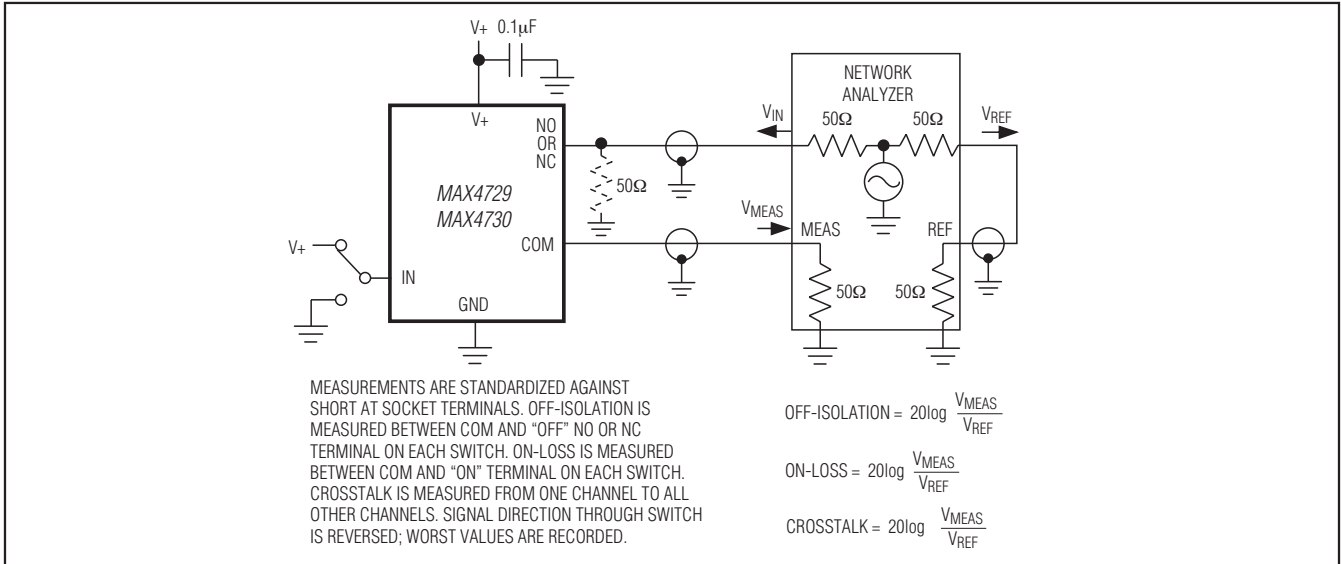 V+ 0.1µF
V+
NO
OR
NC
MAX4729
MAX4730
COM
IN
GND
V+
50Ω
VIN
VMEAS
NETWORK
ANALYZER
50Ω 50Ω
VREF
MEAS REF
50Ω 50Ω
MEASUREMENTS ARE STANDARDIZED AGAINST
SHORT AT SOCKET TERMINALS. OFF-ISOLATION IS
MEASURED BETWEEN COM AND “OFF” NO OR NC
TERMINAL ON EACH SWITCH. ON-LOSS IS MEASURED
BETWEEN COM AND “ON” TERMINAL ON EACH SWITCH.
CROSSTALK IS MEASURED FROM ONE CHANNEL TO ALL
OTHER CHANNELS. SIGNAL DIRECTION THROUGH SWITCH
IS REVERSED; WORST VALUES ARE RECORDED.
OFF-ISOLATION = 20log VMEAS
VREF
ON-LOSS = 20log VMEAS
VREF
CROSSTALK = 20log VMEAS
VREF